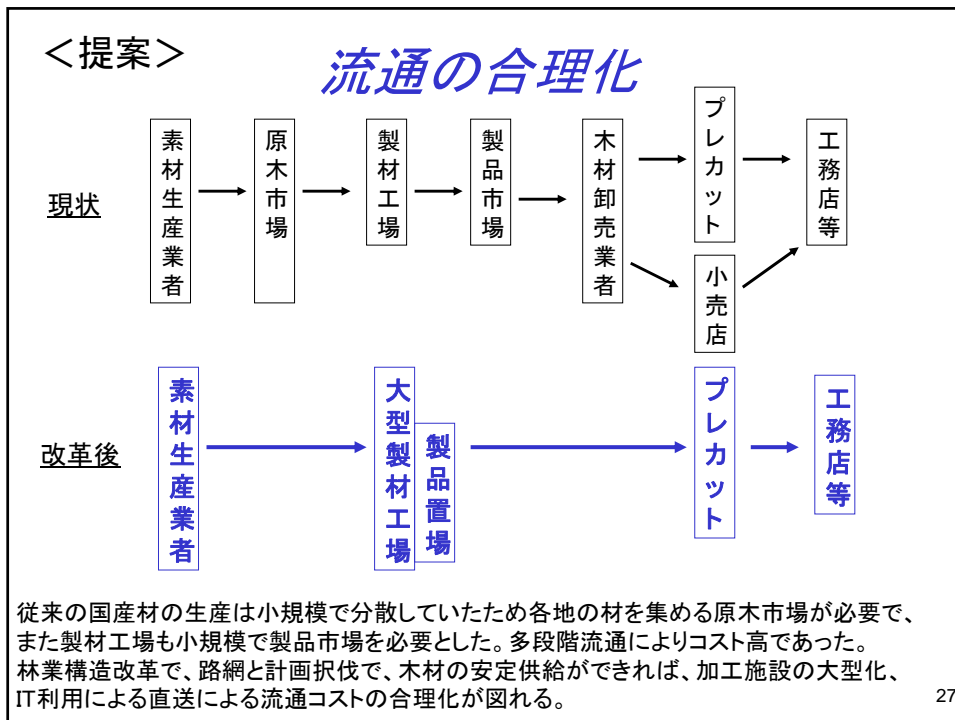 ＜提案＞
流通の合理化
現状
素材生産業者
原木市場
製材工場
製品市場
木材卸売業者
プレカット
小売店
工務店等
改革後
素材生産業者
大型製材工場
製品置場
プレカット
工務店等
従来の国産材の生産は小規模で分散していたため各地の材を集める原木市場が必要で、
また製材工場も小規模で製品市場を必要とした。多段階流通によりコスト高であった。
林業構造改革で、路網と計画択伐で、木材の安定供給ができれば、加工施設の大型化、
IT利用による直送による流通コストの合理化が図れる。
27